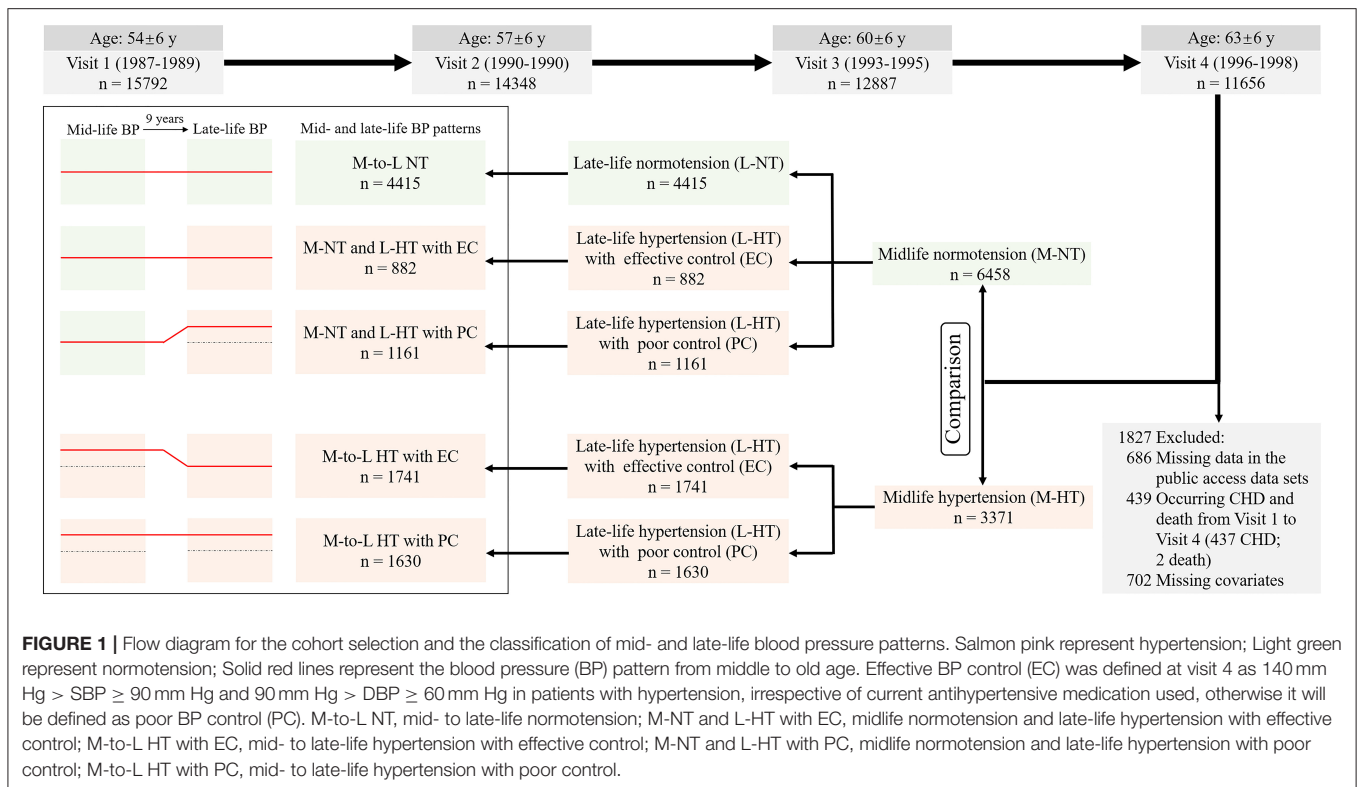 Age: 54±6 y
Visit 1 (1987-1989)
n = 15792
Age: 57±6 y
Visit 2 (1990-1990)
n = 14348
Age: 60±6 y
Visit 3 (1993-1995)
n = 12887
Age: 63±6 y
Visit 4 (1996-1998)
n = 11656
Mid-life BP
9 years
Late-life BP
Mid- and late-life BP patterns
M-to-L NT
n = 4415
Late-life normotension (L-NT)
n = 4415
M-NT and L-HT with EC
n = 882
Late-life hypertension (L-HT)
with effective control (EC)
n = 882
Midlife normotension (M-NT)
n = 6458
M-NT and L-HT with PC
n = 1161
Late-life hypertension (L-HT)
with poor control (PC)
n = 1161
Comparison
M-to-L HT with EC
n = 1741
Late-life hypertension (L-HT)
with effective control (EC)
n = 1741
Midlife hypertension (M-HT)
n = 3371
M-to-L HT with PC
n = 1630
Late-life hypertension (L-HT)
with poor control (PC)
n = 1630
1827 Excluded:
686 Missing data in the
public access data sets
439 Occurring CHD and
death from Visit 1 to
Visit 4 (437 CHD;
2 death)
702 Missing covariates
FIGURE 1 | Flow diagram for the cohort selection and the classification of mid- and late-life blood pressure patterns. Salmon pink represent hypertension; Light green
represent normotension; Solid red lines represent the blood pressure (BP) pattern from middle to old age. Effective BP control (EC) was defined at visit 4 as 140 mm
Hg > SBP ≥ 90 mm Hg and 90 mm Hg > DBP ≥ 60 mm Hg in patients with hypertension, irrespective of current antihypertensive medication used, otherwise it will
be defined as poor BP control (PC). M-to-L NT, mid- to late-life normotension; M-NT and L-HT with EC, midlife normotension and late-life hypertension with effective
control; M-to-L HT with EC, mid- to late-life hypertension with effective control; M-NT and L-HT with PC, midlife normotension and late-life hypertension with poor
control; M-to-L HT with PC, mid- to late-life hypertension with poor control.